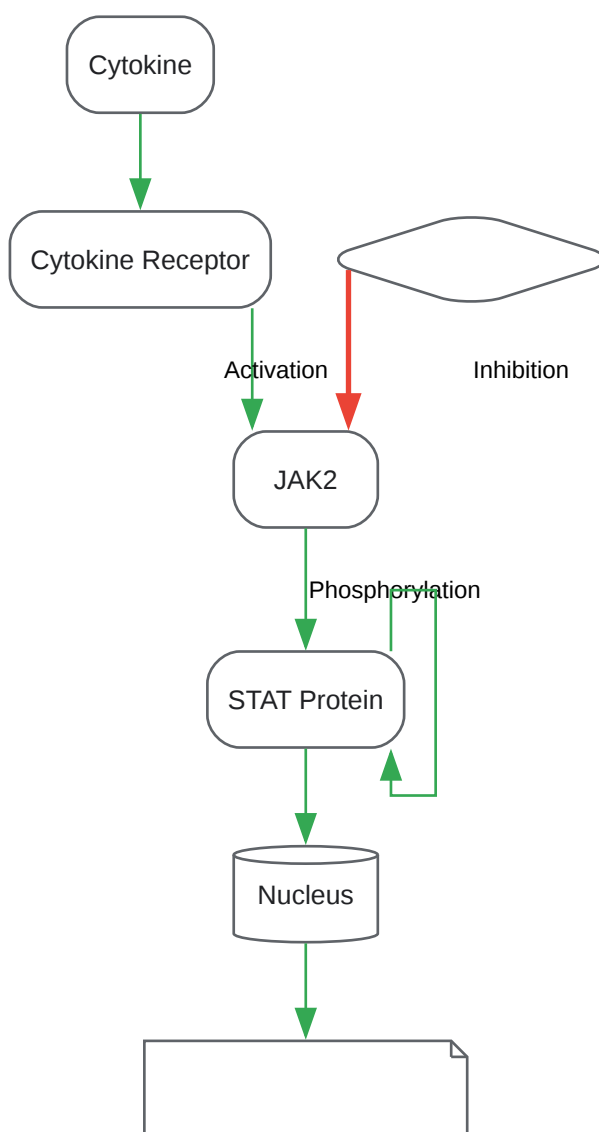 Cytokine
Cytokine Receptor
Activation
Inhibition
JAK2
Phosphorylation
STAT Protein
Nucleus